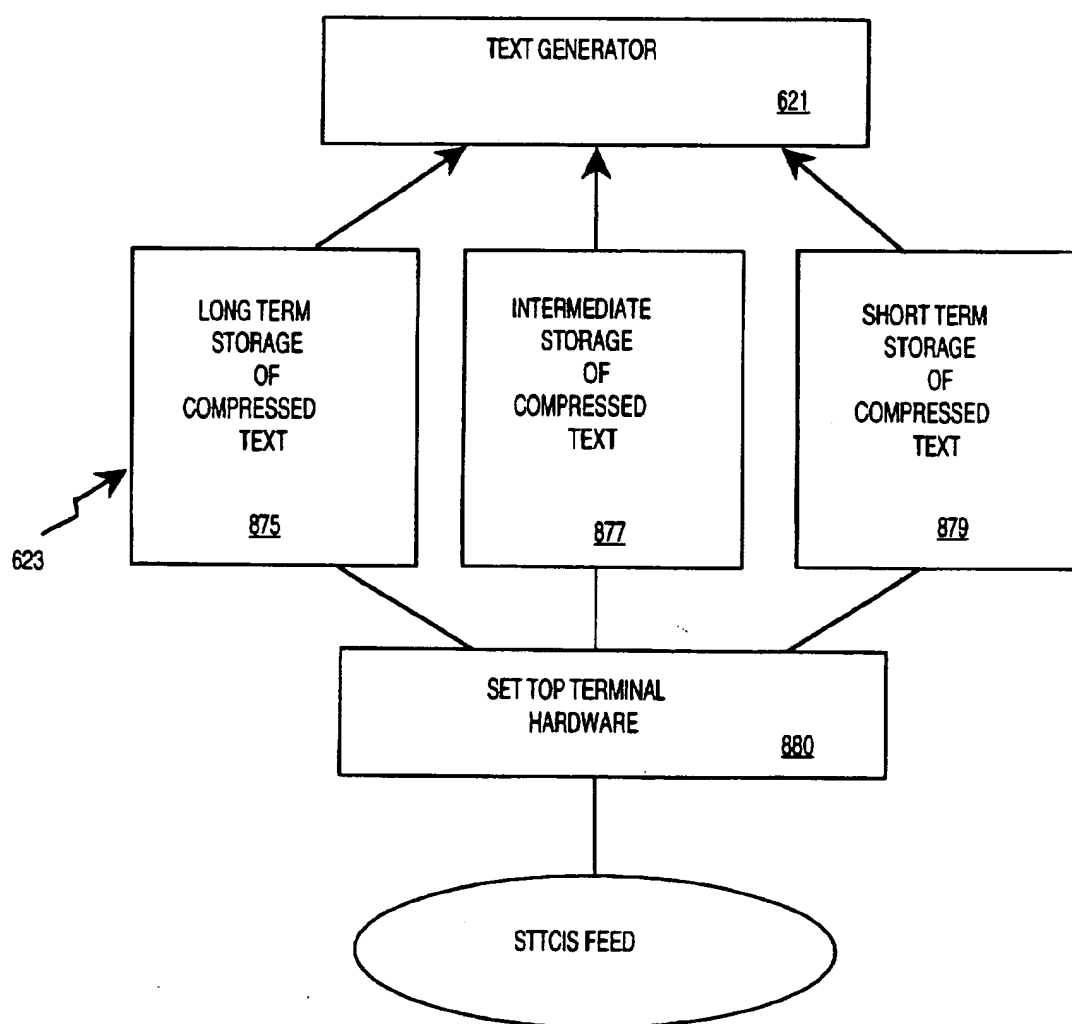 TEXT GENERATOR
621
LONG TERM
STORAGE
OF
COMPRESSED
TEXT
875
INTERMEDIATE
STORAGE
OF
COMPRESSED
TEXT
877
SHORT TERM
STORAGE
OF
COMPRESSED
TEXT
879
623
SET TOP TERMINAL
HARDWARE
880
STTCIS FEED